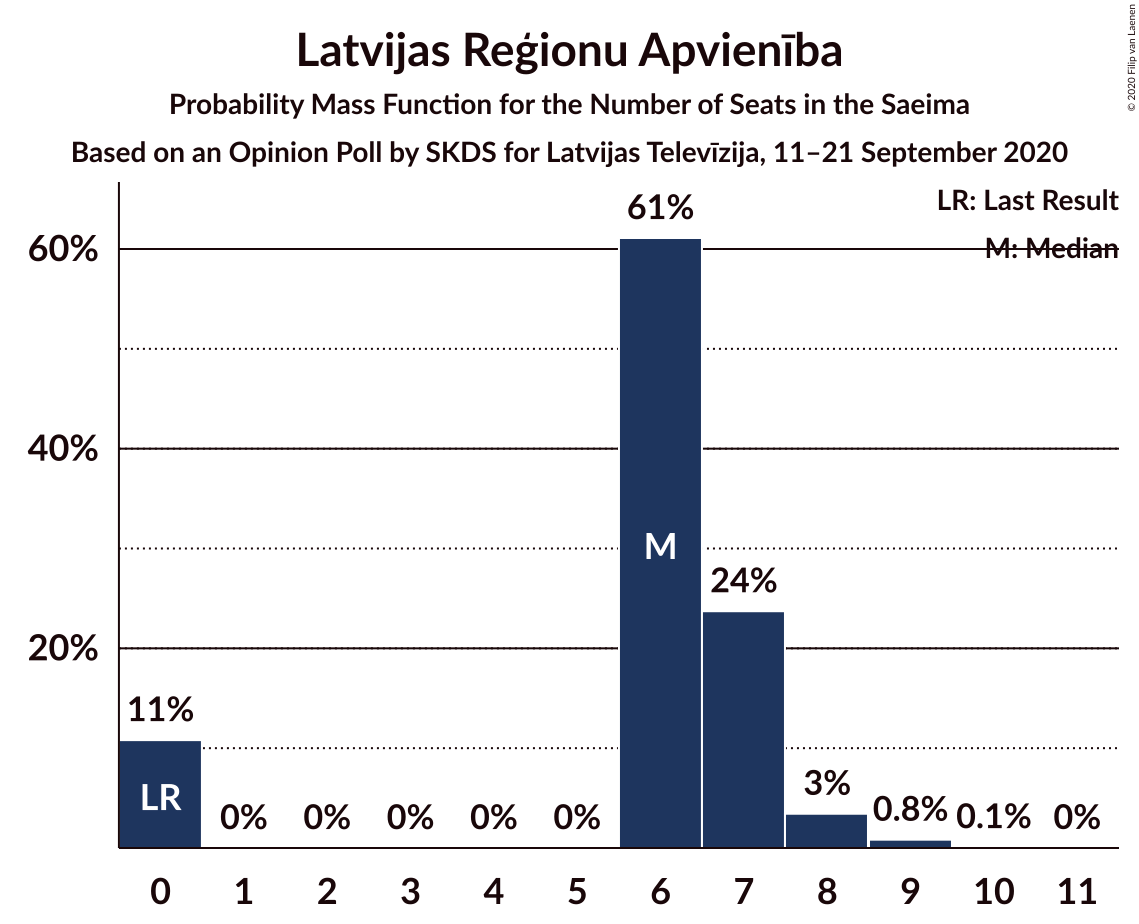 Latvijas Reģionu Apvienība
Probability Mass Function for the Number of Seats in the Saeima
Based on an Opinion Poll by SKDS for Latvijas Televīzija, 11–21 September 2020
© 2020 Filip van Laenen
LR: Last Result
M: Median
60%
40%
20%
11%
0%
0%
0%
0%
0%
61%
24%
3%
0.8%
0.1%
0%
LR
M
0 1 2 3 4 5 6 7 8 9 10 11